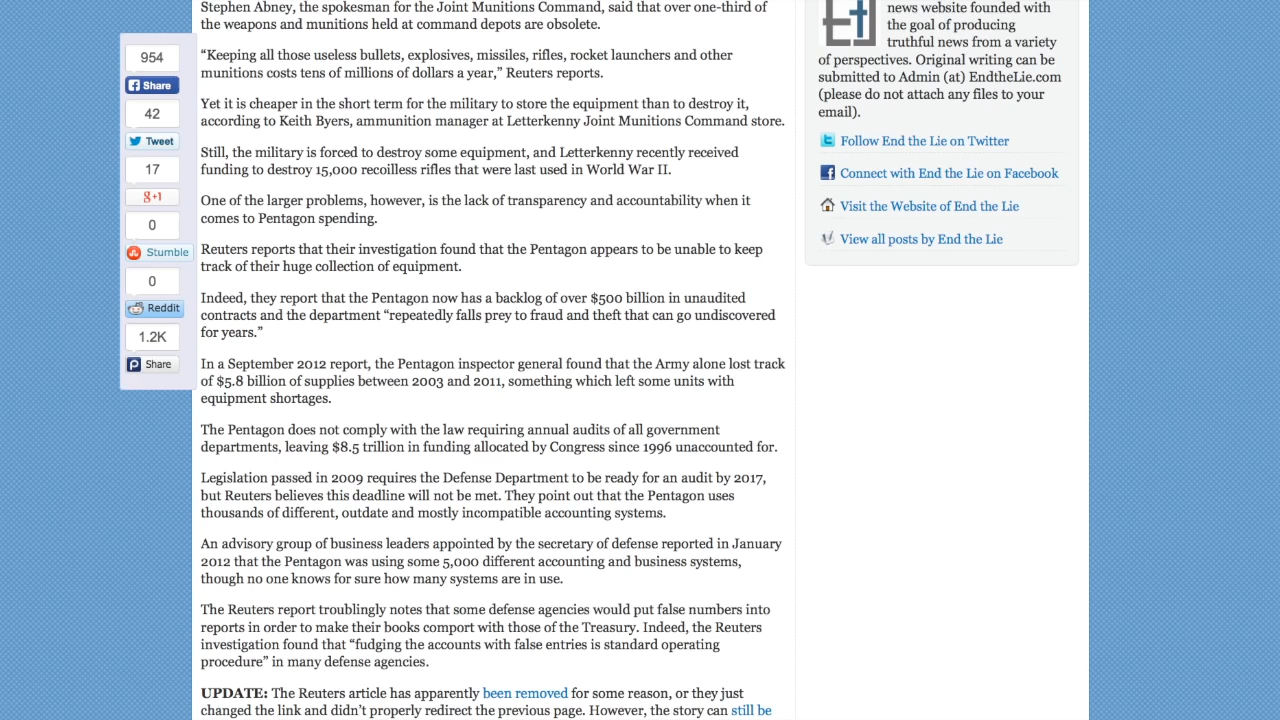 Stephen Abney, the spokesman for the Joint Munitions Command, said that over one-third of
the weapons and munitions held at command depots are obsolete.
“Keeping all those useless bullets, explosives, missiles, rifles, rocket launchers and other
munitions costs tens of millions of dollars a year,” Reuters reports.
Yet it is cheaper in the short term for the military to store the equipment than to destroy it,
according to Keith Byers, ammunition manager at Letterkenny Joint Munitions Command store.
Still, the military is forced to destroy some equipment, and Letterkenny recently received
funding to destroy 15,000 recoilless rifles that were last used in World War II.
One of the larger problems, however, is the lack of transparency and accountability when it
comes to Pentagon spending.
Reuters reports that their investigation found that the Pentagon appears to be unable to keep
track of their huge collection of equipment.
Indeed, they report that the Pentagon now has a backlog of over $500 billion in unaudited
contracts and the department “repeatedly falls prey to fraud and theft that can go undiscovered
for years.”
In a September 2012 report, the Pentagon inspector general found that the Army alone lost track
of $5.8 billion of supplies between 2003 and 2011, something which left some units with
equipment shortages.
The Pentagon does not comply with the law requiring annual audits of all government
departments, leaving $8.5 trillion in funding allocated by Congress since 1996 unaccounted for.
Legislation passed in 2009 requires the Defense Department to be ready for an audit by 2017,
but Reuters believes this deadline will not be met. They point out that the Pentagon uses
thousands of different, outdate and mostly incompatible accounting systems.
An advisory group of business leaders appointed by the secretary of defense reported in January
2012 that the Pentagon was using some 5,000 different accounting and business systems,
though no one knows for sure how many systems are in use.
The Reuters report troublingly notes that some defense agencies would put false numbers into
reports in order to make their books comport with those of the Treasury. Indeed, the Reuters
investigation found that “fudging the accounts with false entries is standard operating
procedure” in many defense agencies.
UPDATE: The Reuters article has apparently been removed for some reason, or they just
changed the link and didn’t properly redirect the previous page. However, the story can still be
954
Share
42
Tweet
17
g+1
0
Stumble
0
Reddit
1.2K
Share
news website founded with
the goal of producing
truthful news from a variety
of perspectives. Original writing can be
submitted to Admin (at) EndtheLie.com
(please do not attach any files to your
email).
Follow End the Lie on Twitter
Connect with End the Lie on Facebook
Visit the Website of End the Lie
View all posts by End the Lie